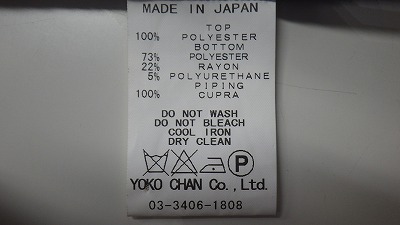 MADE IN JAPAN
TOP
100% POLYESTER
BOTTOM
73% POLYESTER
22% RAYON
5% POLYURETHANE
PIPING
100% CUPRA
DO NOT WASH
DO NOT BLEACH
COOL IRON
DRY CLEAN
P
YOKO CHAN Co., Ltd.
03-3406-1808